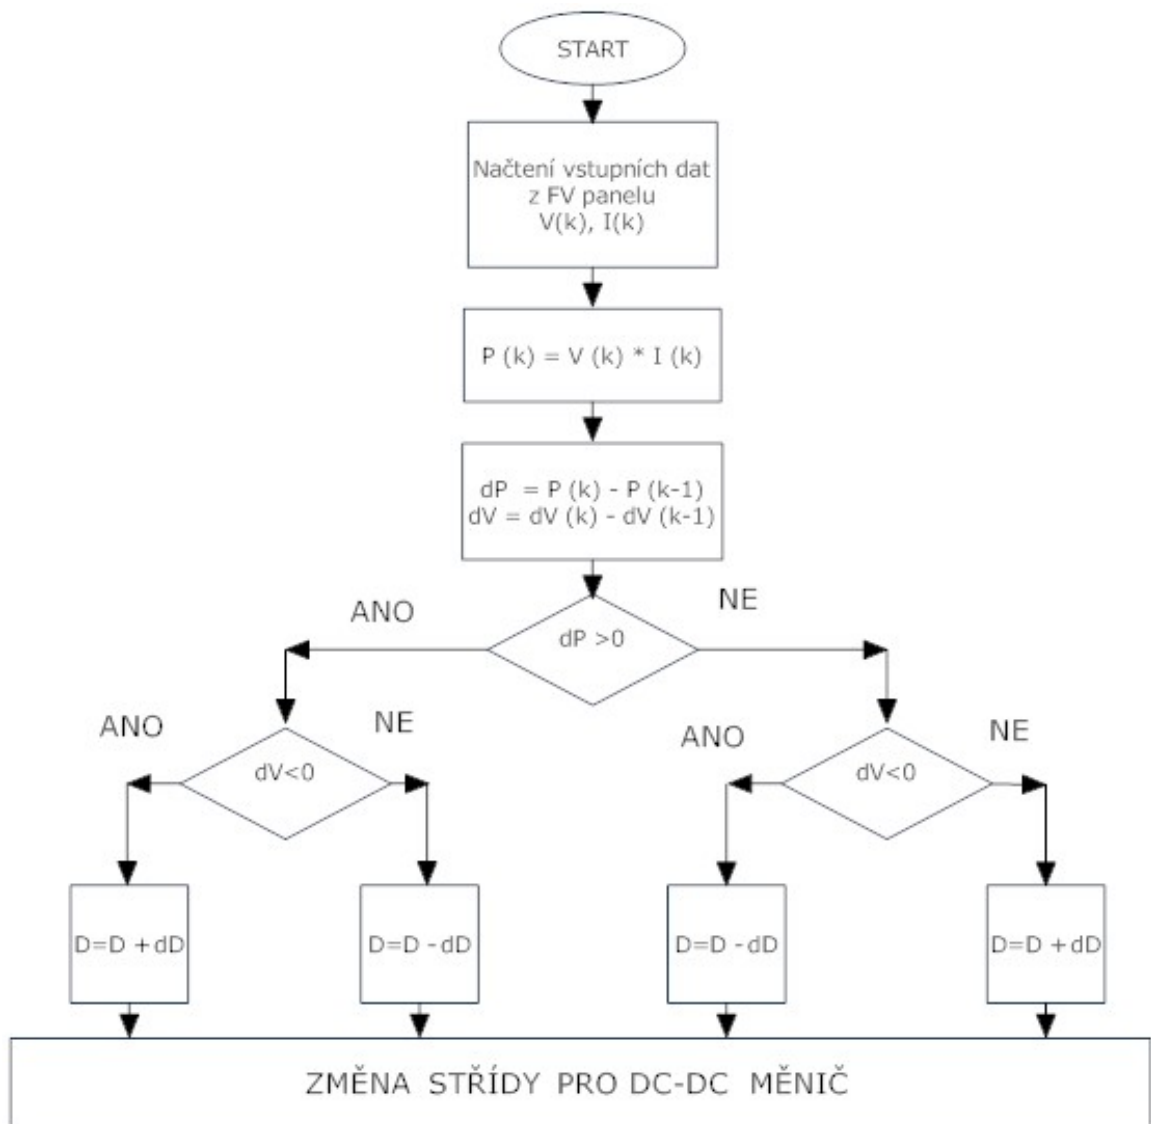 START
Načtení vstupních dat
z FV panelu
V(k), I(k)
P (k) = V (k) * I (k)
dP = P (k) - P (k-1)
dV = dV (k) - dV (k-1)
ANO
NE
dP >0
ANO
NE
ANO
NE
dV<0
dV<0
D=D +dD
D=D -dD
D=D -dD
D=D +dD
ZMĚNA STŘÍDY PRO DC-DC MĚNIČ